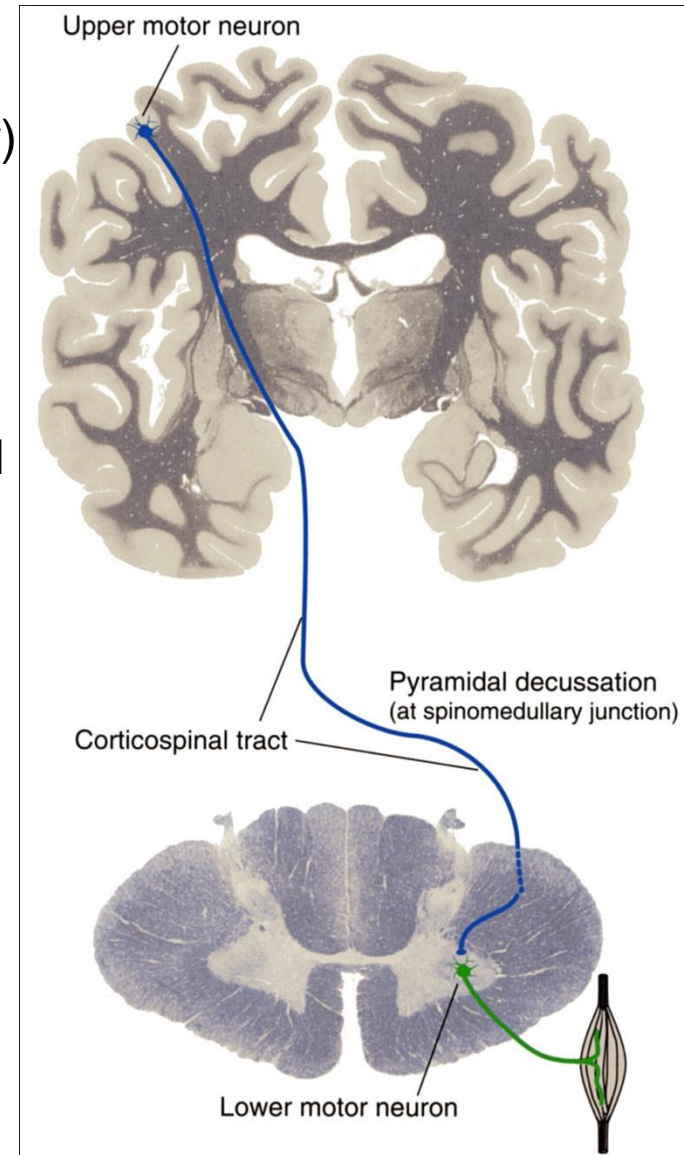 Upper motor neuron
)
Pyramidal decussation
(at spinomedullary junction)
Corticospinal tract
Lower motor neuron